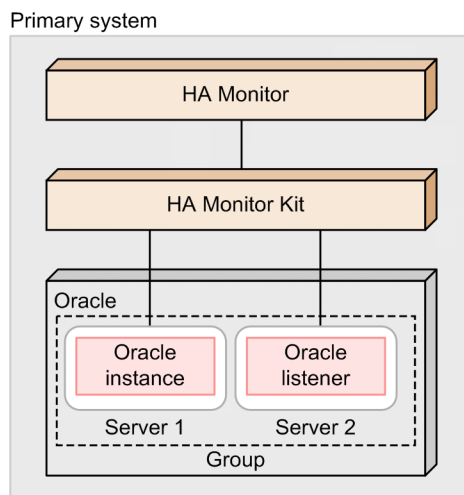 Primary system
HA Monitor
HA Monitor Kit
Oracle
Oracle
instance
Oracle
listener
Server 1
Server 2
Group